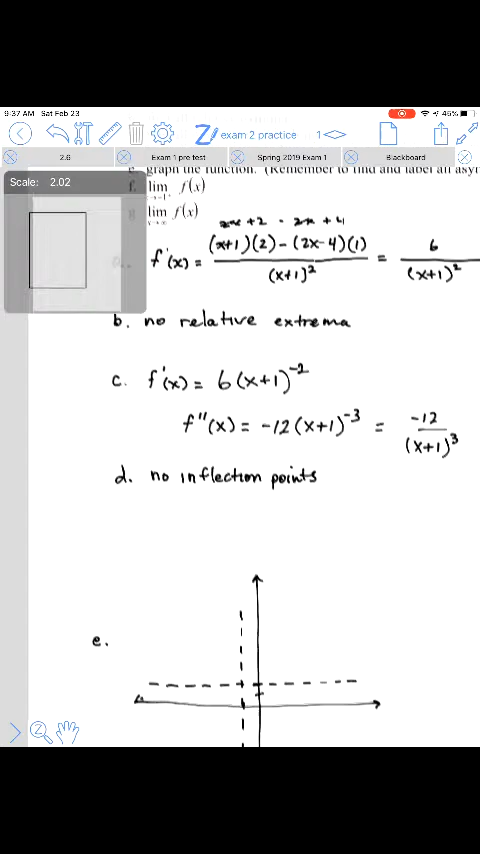 9:37 AM Sat Feb 23 46%
exam 2 practice 1
2.6 Exam 1 pre test Spring 2019 Exam 1 Blackboard
Scale: 2.02
graph the function. (Remember to find and label all
f. lim f(x)
lim f(x)
x→∞
2x + 2 - 2x + 4
f'(x) = (x+1)(2) - (2x-4)(1) / (x+1)² = 6 / (x+1)²
b. no relative extrema
c. f'(x) = 6(x+1)⁻²
f''(x) = -12(x+1)⁻³ = -12 / (x+1)³
d. no inflection points
e.